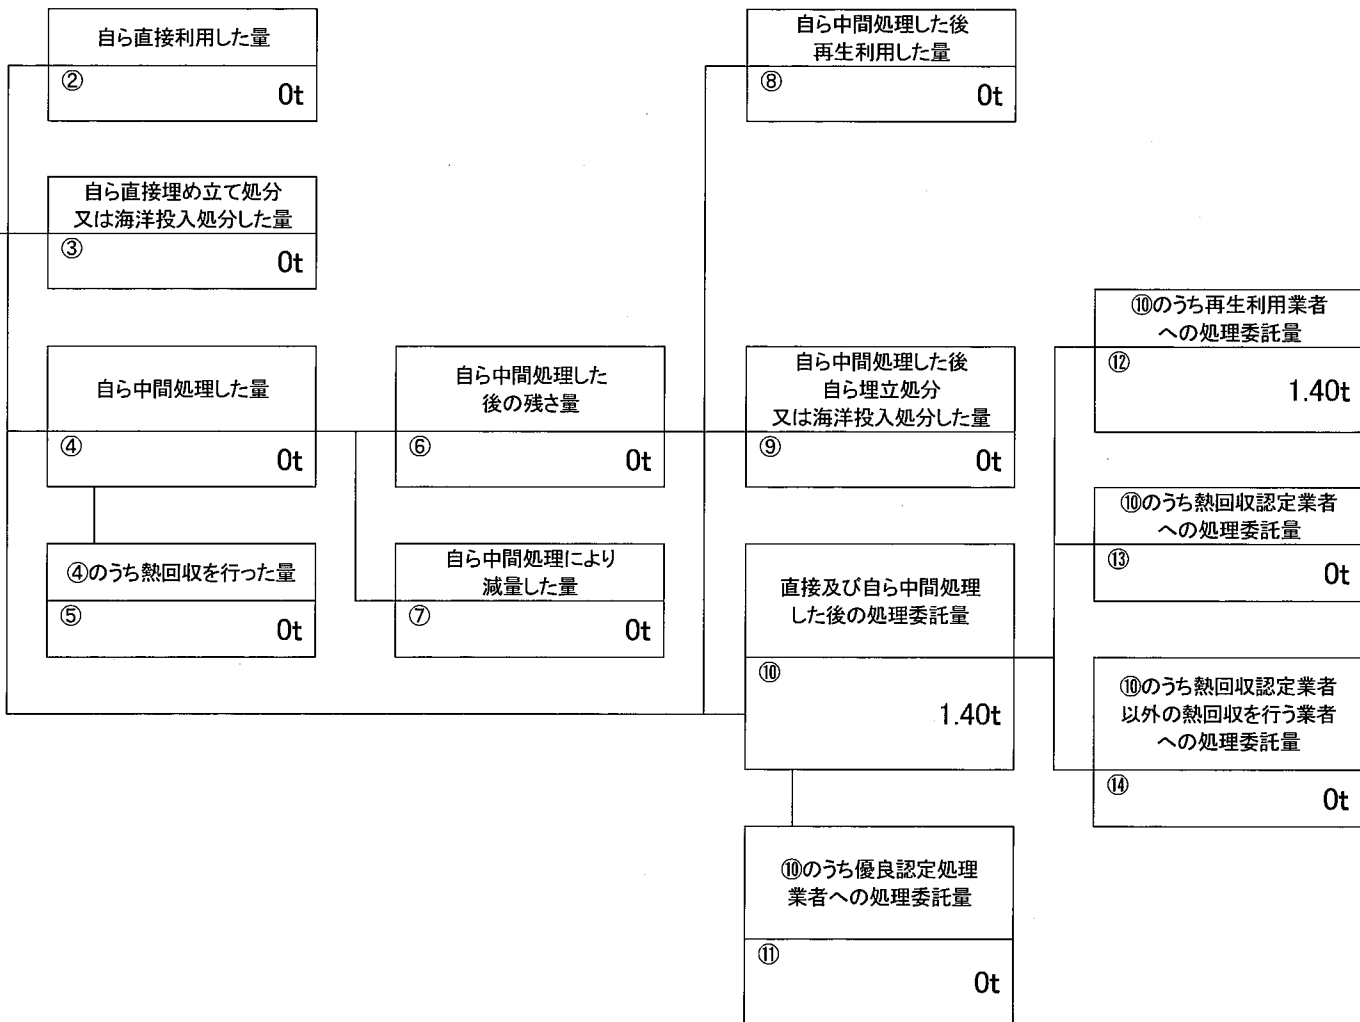 自ら直接利用した量
②
0t
自ら直接埋め立て処分
又は海洋投入処分した量
③
0t
自ら中間処理した量
④
0t
④のうち熱回収を行った量
⑤
0t
自ら中間処理した
後の残さ量
⑥
0t
自ら中間処理により
減量した量
⑦
0t
自ら中間処理した後
再生利用した量
⑧
0t
自ら中間処理した後
自ら埋立処分
又は海洋投入処分した量
⑨
0t
直接及び自ら中間処理
した後の処理委託量
⑩
1.40t
⑩のうち優良認定処理
業者への処理委託量
⑪
0t
⑩のうち再生利用業者
への処理委託量
⑫
1.40t
⑩のうち熱回収認定業者
への処理委託量
⑬
0t
⑩のうち熱回収認定業者
以外の熱回収を行う業者
への処理委託量
⑭
0t